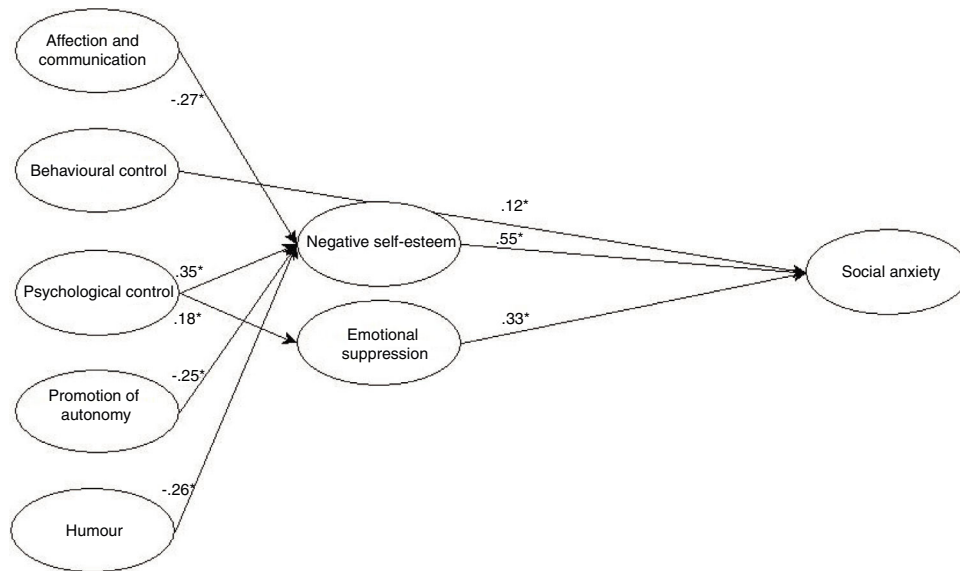 Affection and
communication
-.27*
Behavioural control
.12*
Negative self-esteem
.55*
Social anxiety
.35*
Psychological control
.18*
Emotional
suppression
.33*
-.25*
Promotion of
autonomy
-.26*
Humour